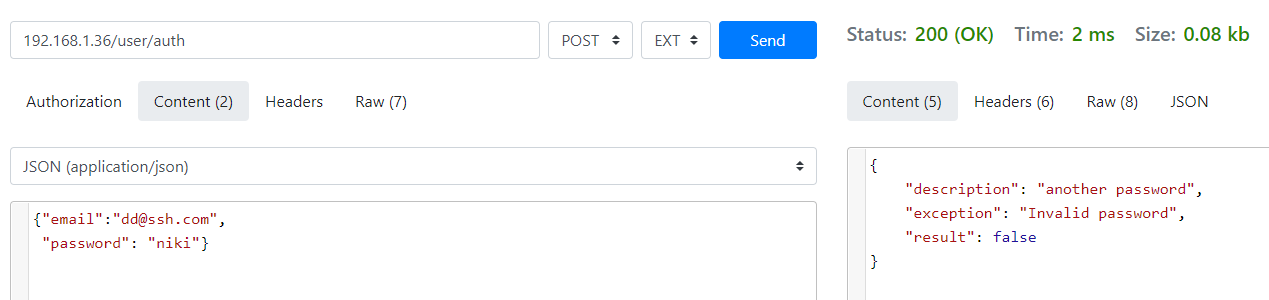 192.168.1.36/user/auth POST EXT Send
Status: 200 (OK) Time: 2 ms Size: 0.08 kb
Authorization Content (2) Headers Raw (7)
Content (5) Headers (6) Raw (8) JSON
JSON (application/json)
{"email":"dd@ssh.com",
"password": "niki"}
{
"description": "another password",
"exception": "Invalid password",
"result": false
}